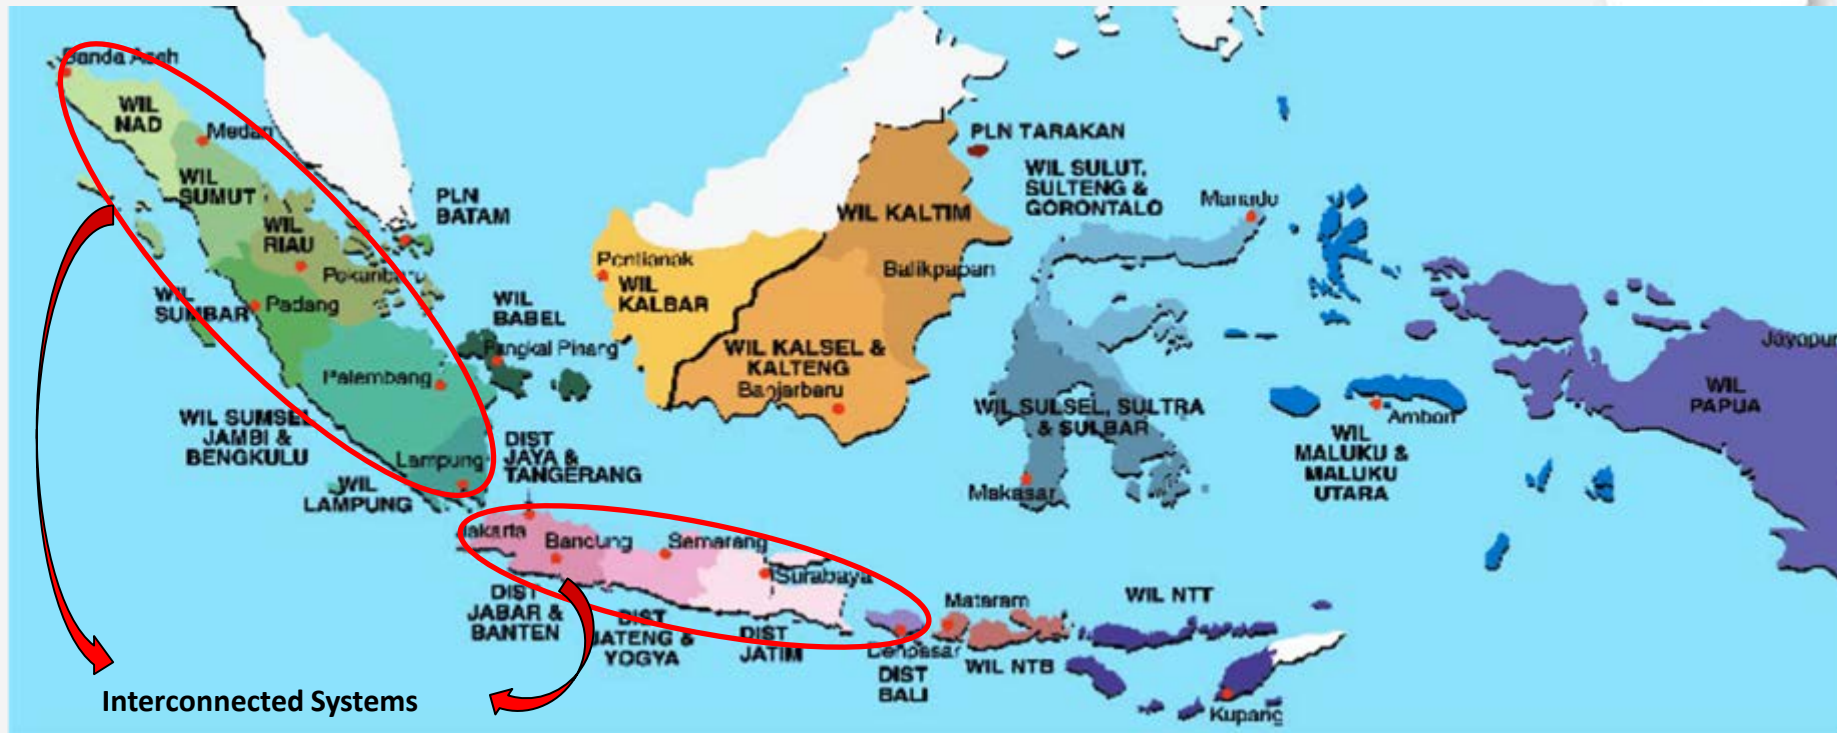 Banda Aceh
WIL
NAD
Medan
WIL
SUMUT
WIL
RIAU
PLN
BATAM
Pekanbaru
WIL
SUMBAR
Padang
WIL
BABEL
Pangkal Pinang
Palembang
WIL SUMSEL
JAMBI &
BENGKULU
Lampung
WIL
LAMPUNG
DIST
JAYA &
TANGERANG
Jakarta
Bandung
Semarang
Surabaya
DIST
JABAR &
BANTEN
DIST
JATENG &
YOGYA
DIST
JATIM
Denpasar
DIST
BALI
Mataram
WIL NTB
WIL NTT
Kupang
Pontianak
WIL
KALBAR
WIL KALTIM
Balikpapan
WIL KALSEL &
KALTENG
Banjarbaru
PLN TARAKAN
WIL SULUT,
SULTENG &
GORONTALO
Manado
WIL SULSEL, SULTRA
& SULBAR
Makasar
Ambon
WIL
MALUKU &
MALUKU
UTARA
Jayapur
WIL
PAPUA
Interconnected Systems